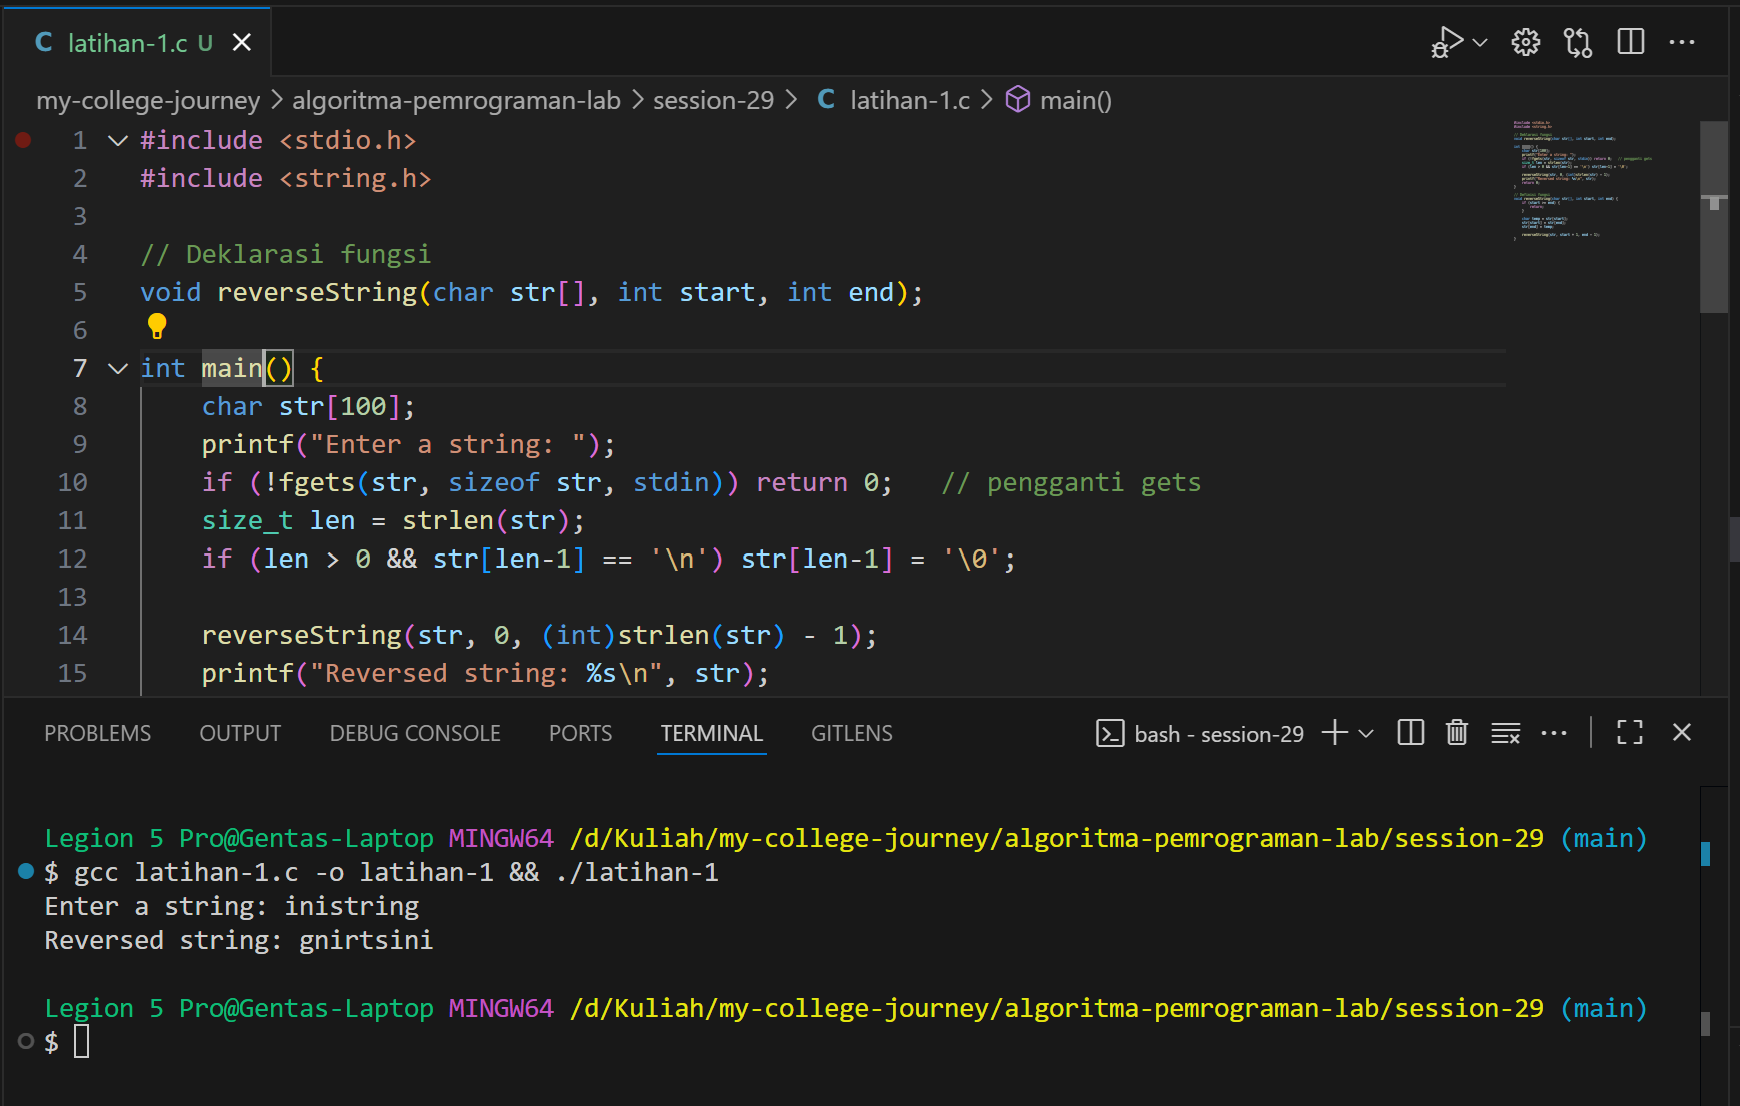 latihan-1.c U
my-college-journey > algoritma-pemrograman-lab > session-29 > C latihan-1.c > main()
1 #include <stdio.h>
2 #include <string.h>
3
4 // Deklarasi fungsi
5 void reverseString(char str[], int start, int end);
6
7 int main() {
8 char str[100];
9 printf("Enter a string: ");
10 if (!fgets(str, sizeof str, stdin)) return 0; // pengganti gets
11 size_t len = strlen(str);
12 if (len > 0 && str[len-1] == '\n') str[len-1] = '\0';
13
14 reverseString(str, 0, (int)strlen(str) - 1);
15 printf("Reversed string: %s\n", str);
PROBLEMS OUTPUT DEBUG CONSOLE PORTS TERMINAL GITLENS bash - session-29
Legion 5 Pro@Gentas-Laptop MINGW64 /d/Kuliah/my-college-journey/algoritma-pemrograman-lab/session-29 (main)
$ gcc latihan-1.c -o latihan-1 && ./latihan-1
Enter a string: inistring
Reversed string: gnirtsini
Legion 5 Pro@Gentas-Laptop MINGW64 /d/Kuliah/my-college-journey/algoritma-pemrograman-lab/session-29 (main)
$